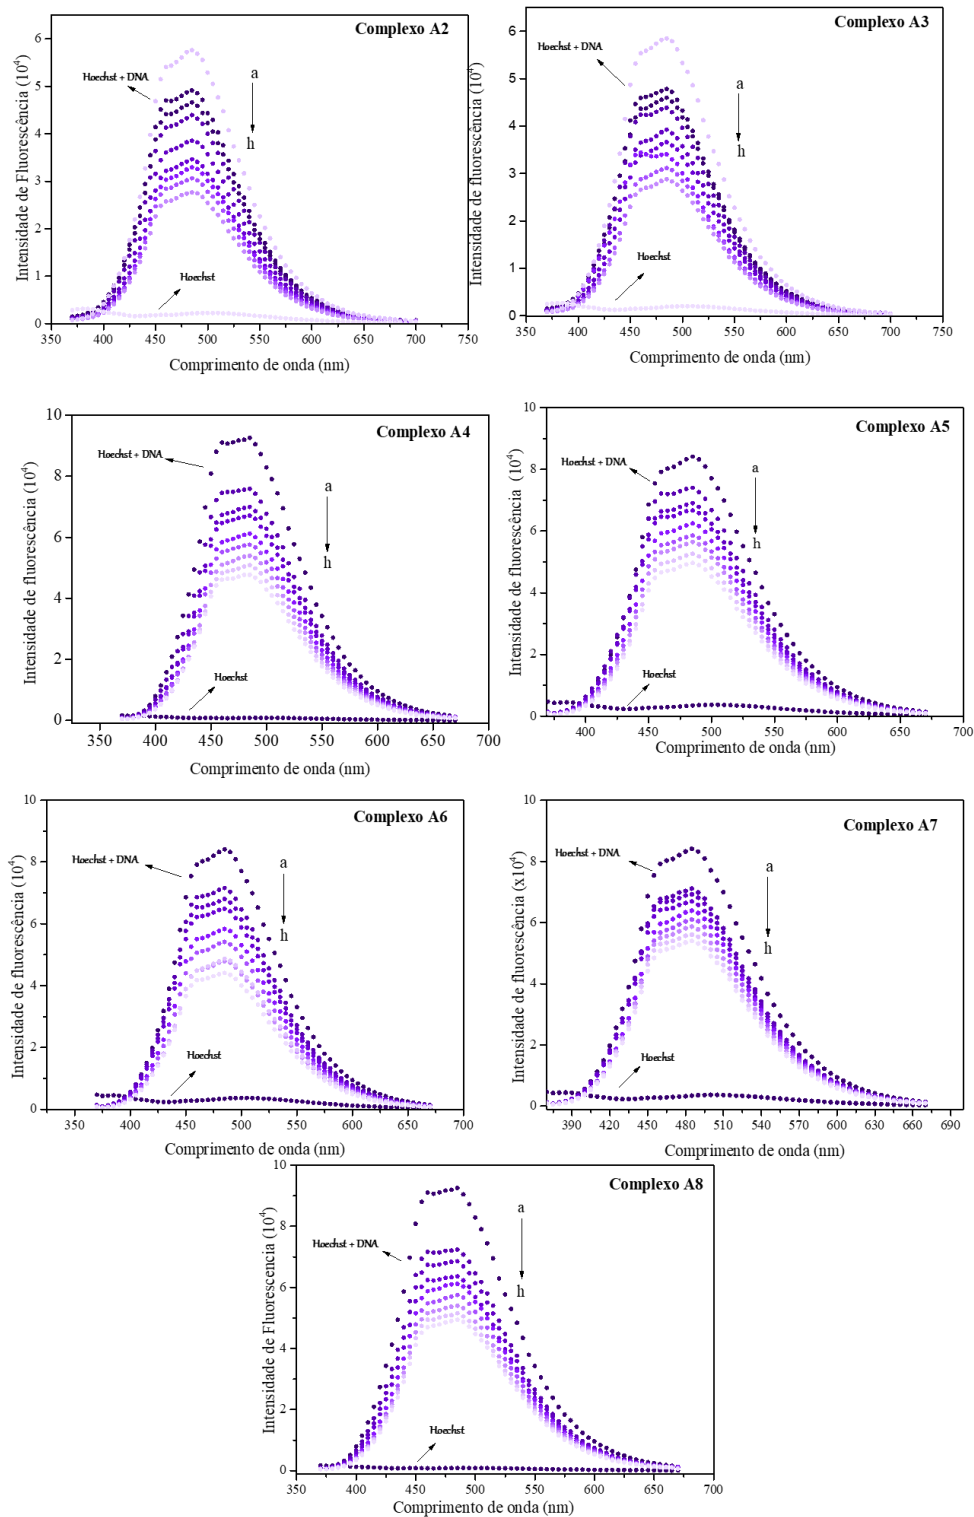 Complexo A2
Intensidade de Fluorescência (10⁴)
6
5
4
3
2
1
0
Hoechst + DNA
a
h
Hoechst
350 400 450 500 550 600 650 700 750
Comprimento de onda (nm)
Complexo A3
Intensidade de fluorescência (10⁴)
6
5
4
3
2
1
0
Hoechst + DNA
a
h
Hoechst
350 400 450 500 550 600 650 700 750
Comprimento de onda (nm)
Complexo A4
Intensidade de fluorescência (10⁴)
10
8
6
4
2
0
Hoechst + DNA
a
h
Hoechst
350 400 450 500 550 600 650 700
Comprimento de onda (nm)
Complexo A5
Intensidade de fluorescência (10⁴)
10
8
6
4
2
0
Hoechst + DNA
a
h
Hoechst
400 450 500 550 600 650 700
Comprimento de onda (nm)
Complexo A6
Intensidade de fluorescência (10⁴)
10
8
6
4
2
0
Hoechst + DNA
a
h
Hoechst
350 400 450 500 550 600 650 700
Comprimento de onda (nm)
Complexo A7
Intensidade de fluorescência (x10⁴)
10
8
6
4
2
0
Hoechst + DNA
a
h
Hoechst
390 420 450 480 510 540 570 600 630 660 690
Comprimento de onda (nm)
Complexo A8
Intensidade de Fluorescencia (10⁴)
10
8
6
4
2
0
Hoechst + DNA
a
h
Hoechst
350 400 450 500 550 600 650 700
Comprimento de onda (nm)